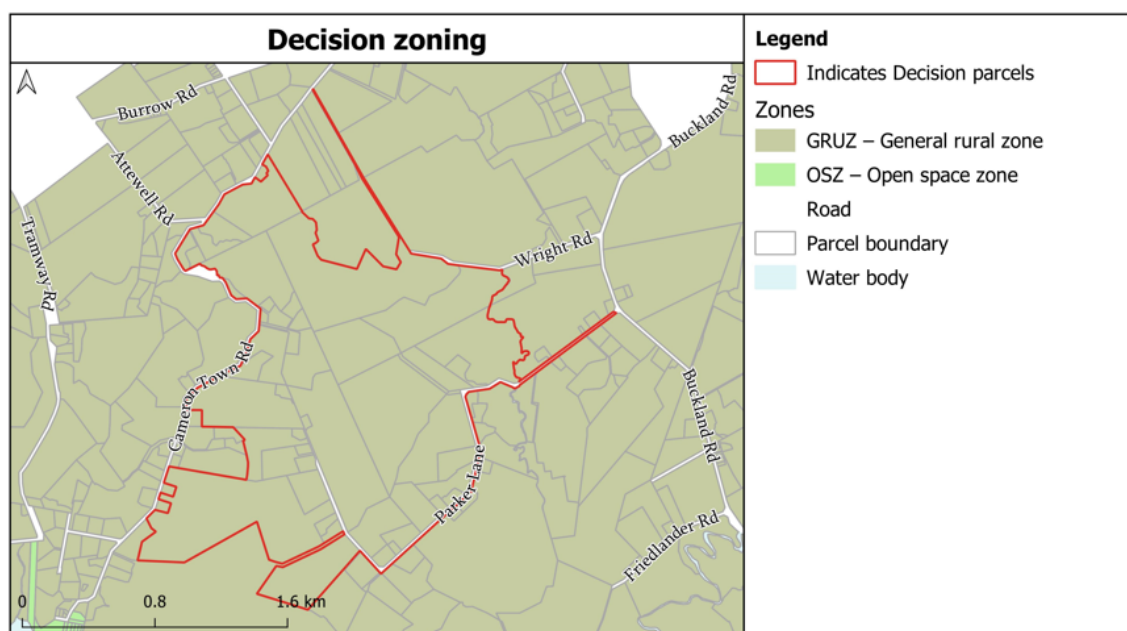 Decision zoning
Burrow Rd
Attewell Rd
Tramway Rd
Buckland Rd
Wright Rd
Cameron Town Rd
Buckland Rd
Parker Lane
Friedlander Rd
0 0.8 1.6 km
Legend
Indicates Decision parcels
Zones
GRUZ – General rural zone
OSZ – Open space zone
Road
Parcel boundary
Water body